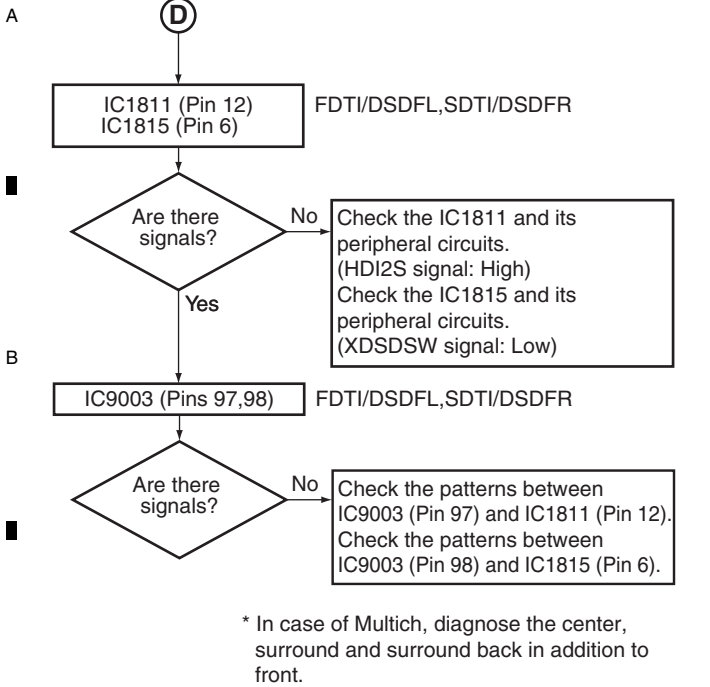 A
D
IC1811 (Pin 12)
IC1815 (Pin 6)
FDTI/DSDFL,SDTI/DSDFR
Are there
signals?
No
Check the IC1811 and its
peripheral circuits.
(HDI2S signal: High)
Check the IC1815 and its
peripheral circuits.
(XDSDSW signal: Low)
Yes
B
IC9003 (Pins 97,98)
FDTI/DSDFL,SDTI/DSDFR
Are there
signals?
No
Check the patterns between
IC9003 (Pin 97) and IC1811 (Pin 12).
Check the patterns between
IC9003 (Pin 98) and IC1815 (Pin 6).
* In case of Multich, diagnose the center,
surround and surround back in addition to
front.